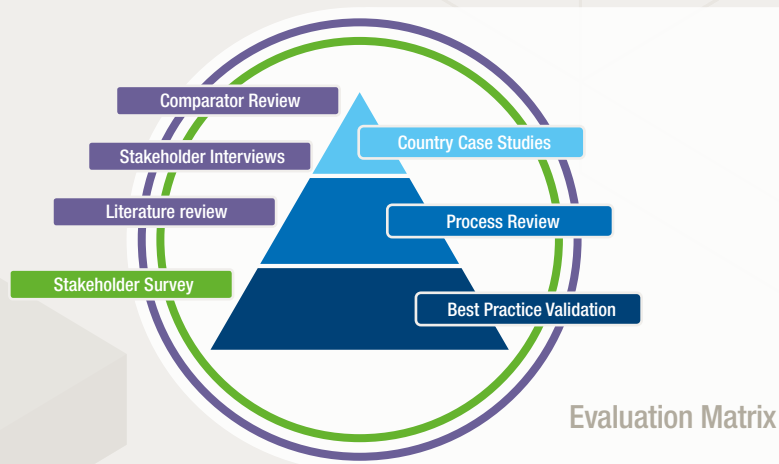 Comparator Review
Country Case Studies
Stakeholder Interviews
Literature review
Process Review
Stakeholder Survey
Best Practice Validation
Evaluation Matrix